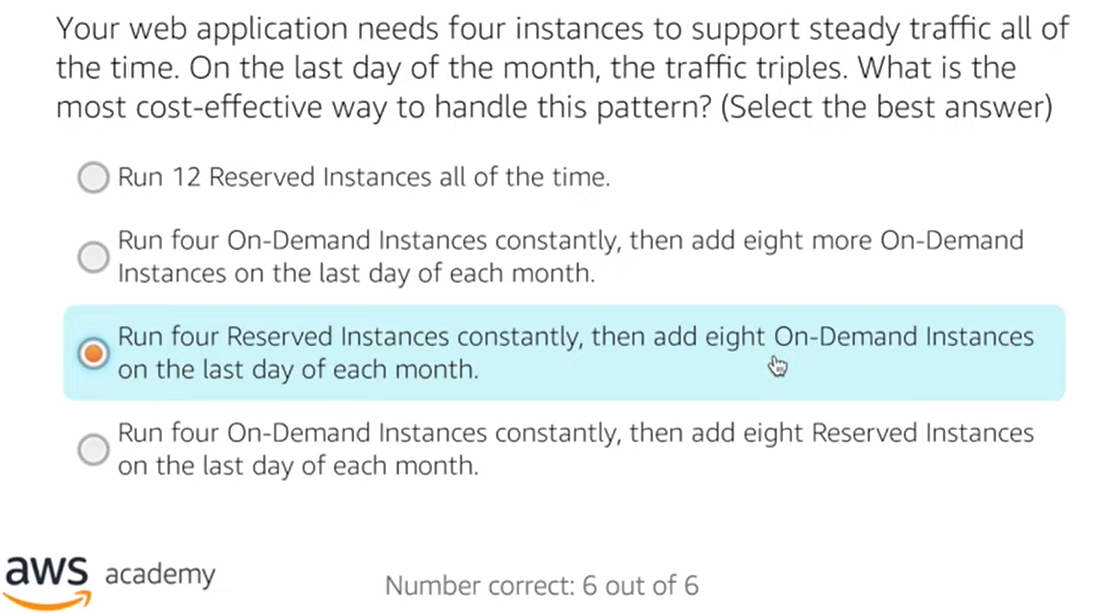 Your web application needs four instances to support steady traffic all of
the time. On the last day of the month, the traffic triples. What is the
most cost-effective way to handle this pattern? (Select the best answer)
Run 12 Reserved Instances all of the time.
Run four On-Demand Instances constantly, then add eight more On-Demand
Instances on the last day of each month.
Run four Reserved Instances constantly, then add eight On-Demand Instances
on the last day of each month.
Run four On-Demand Instances constantly, then add eight Reserved Instances
on the last day of each month.
aws academy
Number correct: 6 out of 6